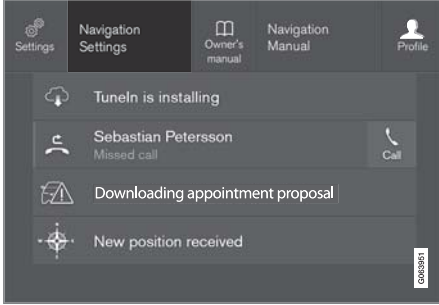 Settings
Navigation
Settings
Owner's
manual
Navigation
Manual
Profile
TuneIn is installing
Sebastian Petersson
Missed call
Call
Downloading appointment proposal
New position received
G063951